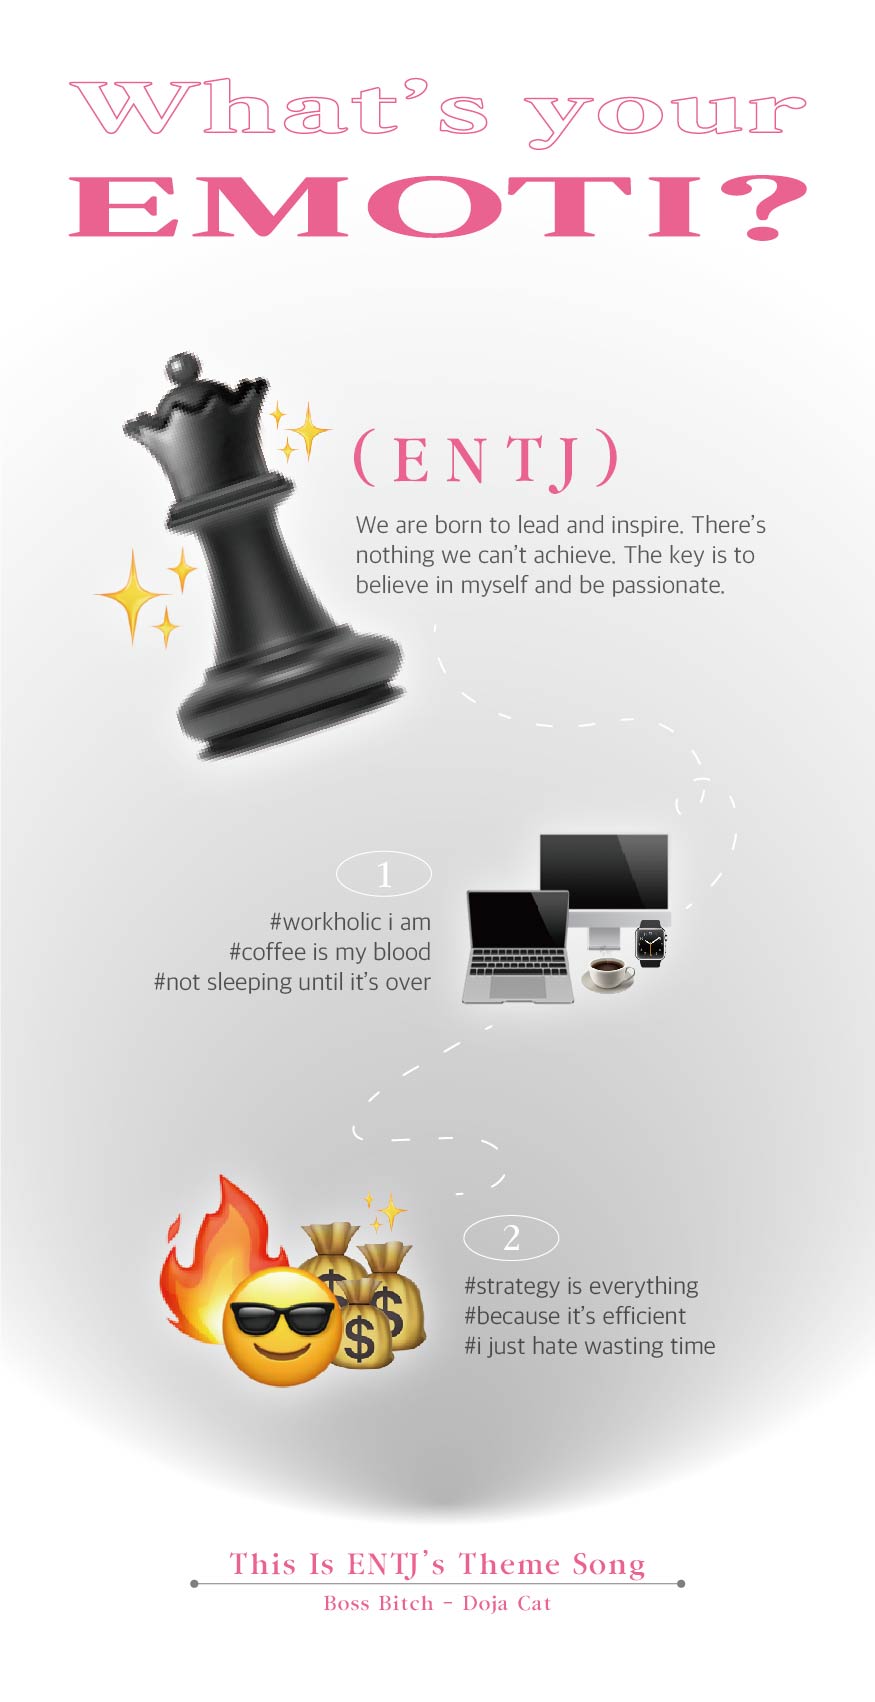 What's your
EMOTI?
(ENTJ)
We are born to lead and inspire. There's
nothing we can't achieve. The key is to
believe in myself and be passionate.
1
#workholic i am
#coffee is my blood
#not sleeping until it's over
$
$
$
2
#strategy is everything
#because it's efficient
#i just hate wasting time
This Is ENTJ's Theme Song
Boss Bitch - Doja Cat